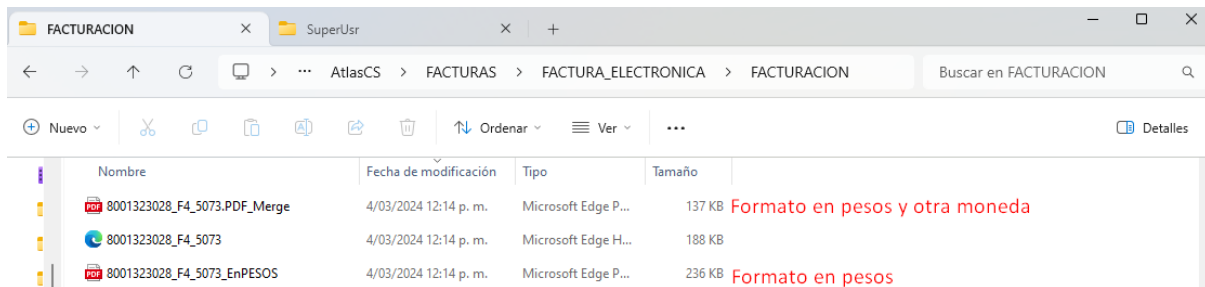 FACTURACION SuperUsr
AtlasCS > FACTURAS > FACTURA_ELECTRONICA > FACTURACION Buscar en FACTURACION
Nuevo Ordenar Ver ... Detalles
Nombre Fecha de modificación Tipo Tamaño
8001323028_F4_5073.PDF_Merge 4/03/2024 12:14 p. m. Microsoft Edge P... 137 KB Formato en pesos y otra moneda
8001323028_F4_5073 4/03/2024 12:14 p. m. Microsoft Edge H... 188 KB
8001323028_F4_5073_EnPESOS 4/03/2024 12:14 p. m. Microsoft Edge P... 236 KB Formato en pesos